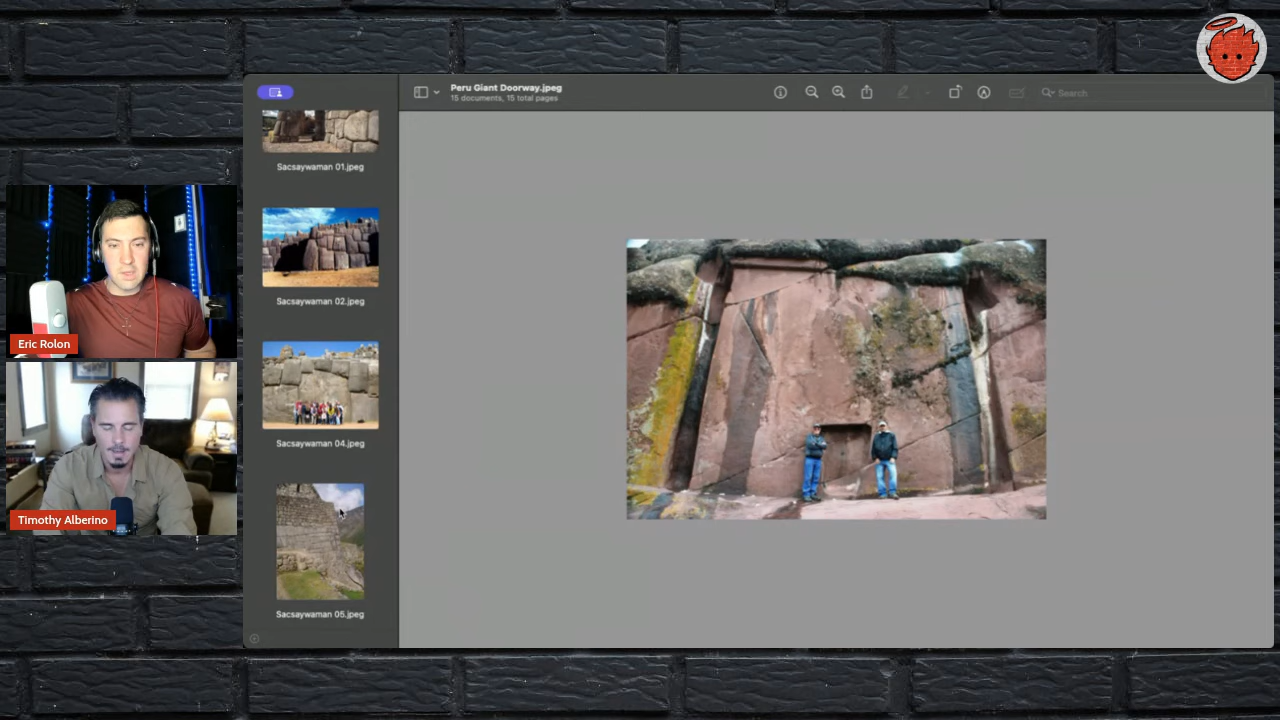 Peru Giant Doorway.jpeg
15 documents, 15 total pages
Search
Sacsaywaman 01.jpeg
Sacsaywaman 02.jpeg
Sacsaywaman 04.jpeg
Sacsaywaman 05.jpeg
Eric Rolon
Timothy Alberino